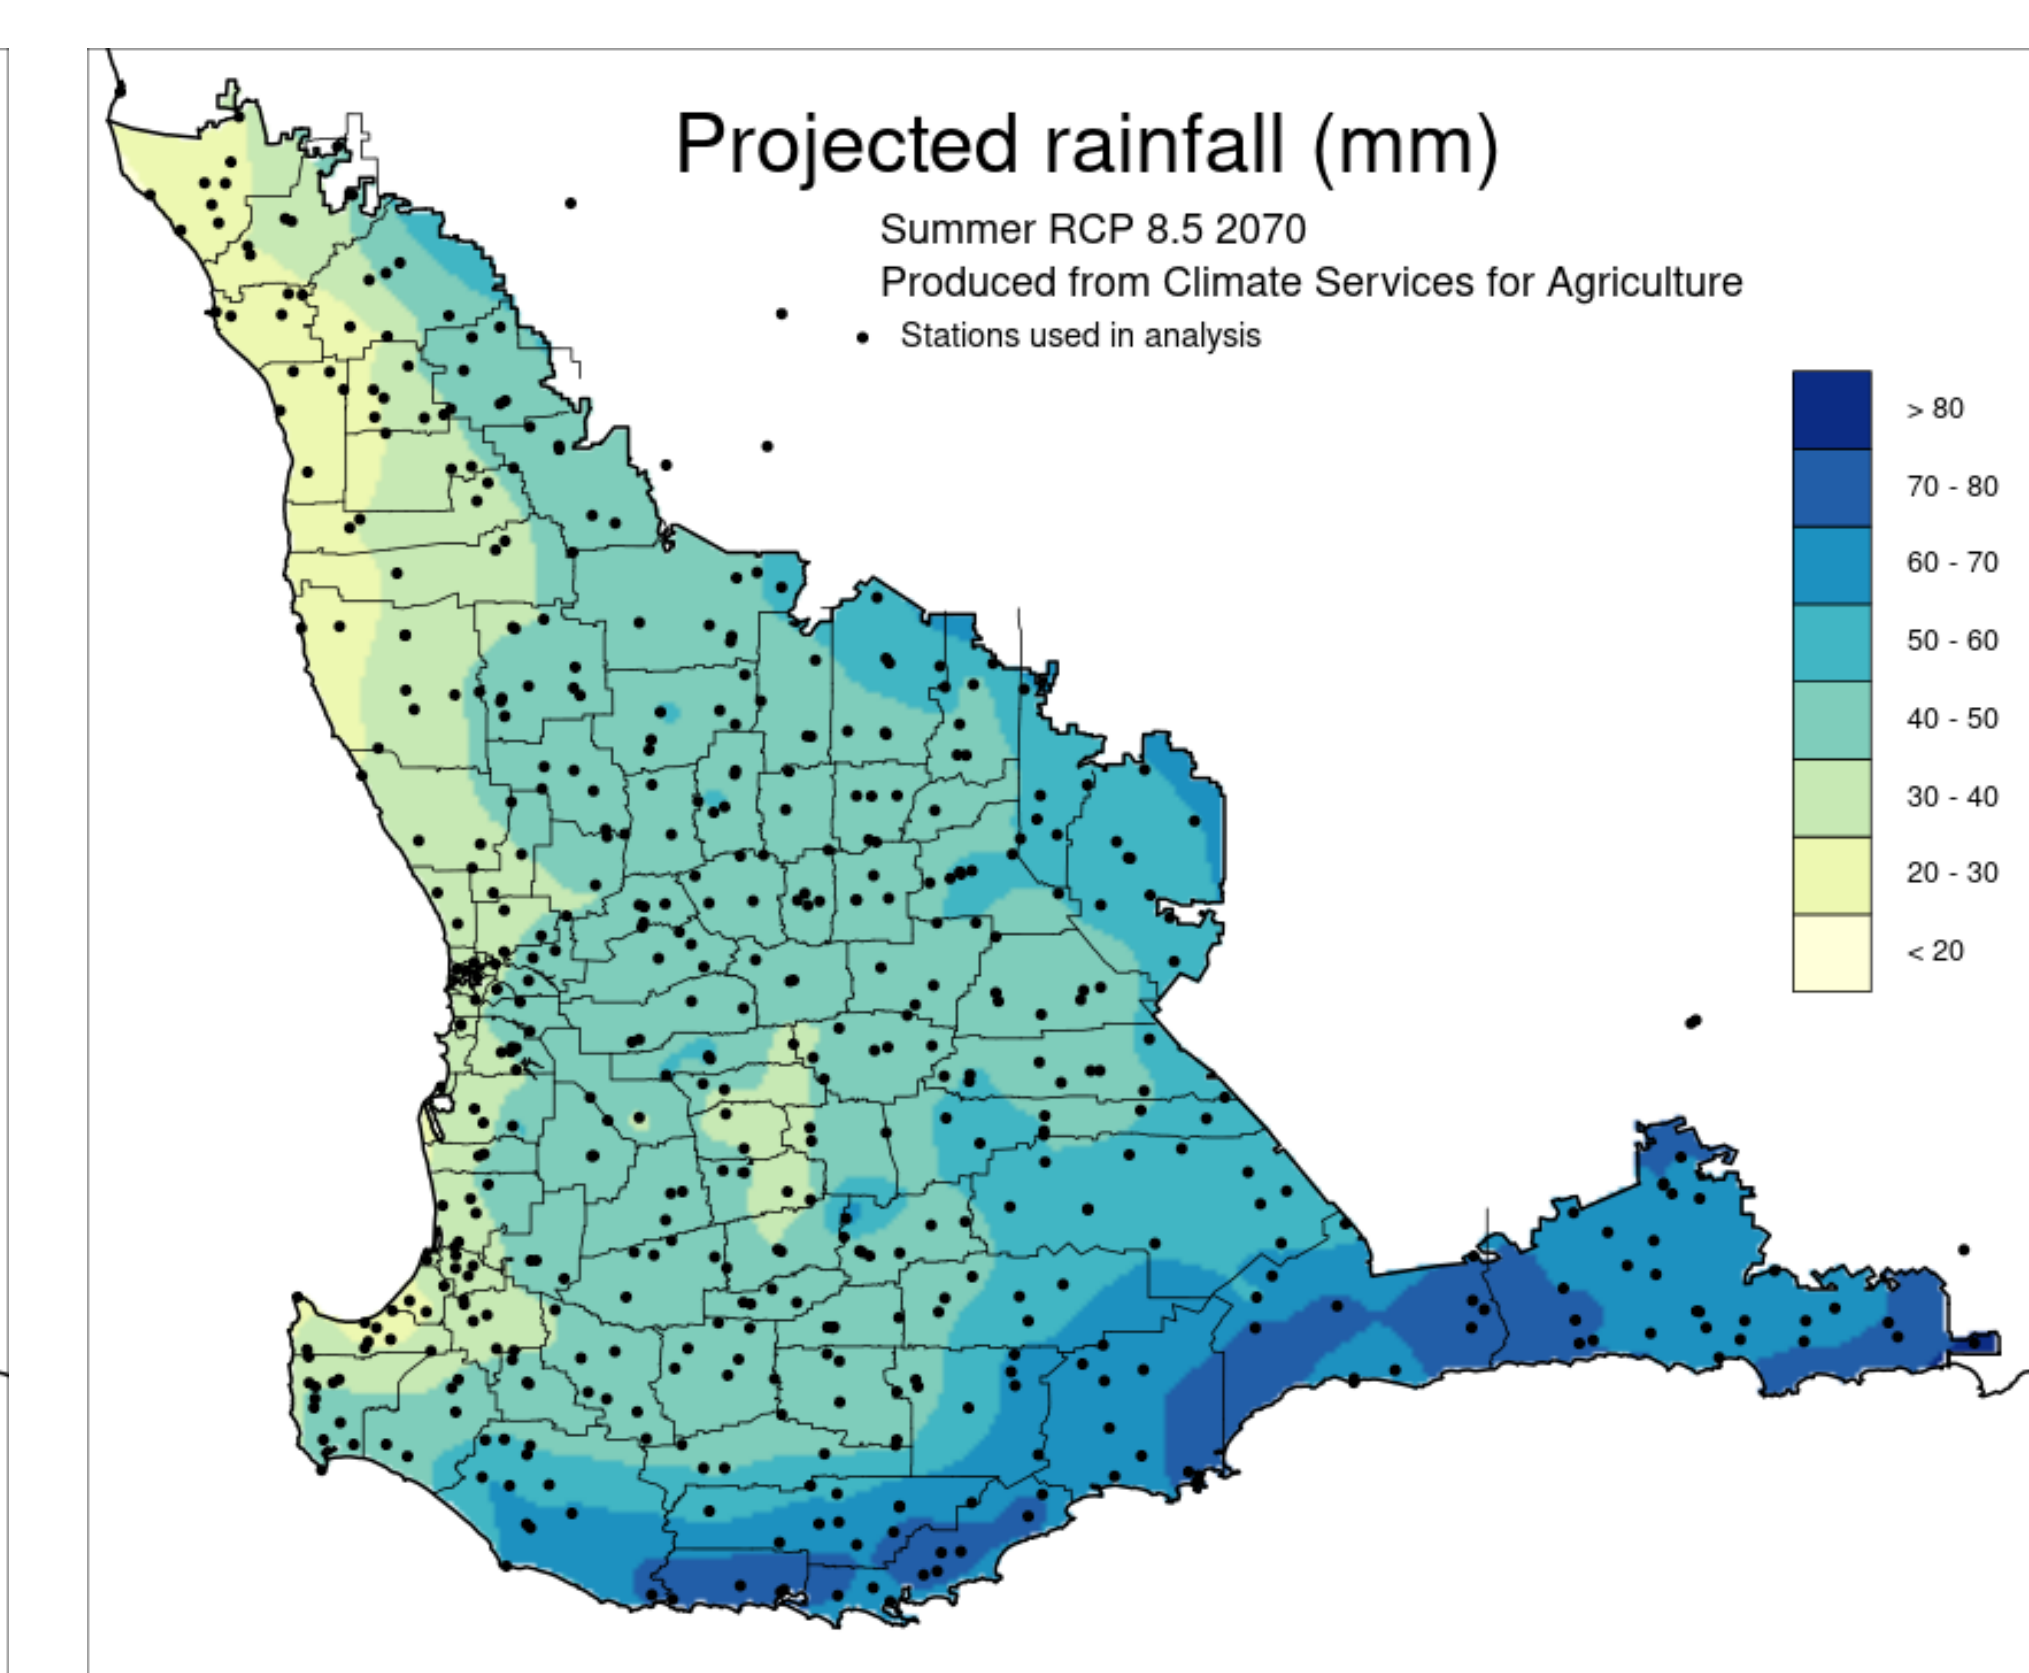 Projected rainfall (mm)
Summer RCP 8.5 2070
Produced from Climate Services for Agriculture
Stations used in analysis
> 80
70 - 80
60 - 70
50 - 60
40 - 50
30 - 40
20 - 30
< 20